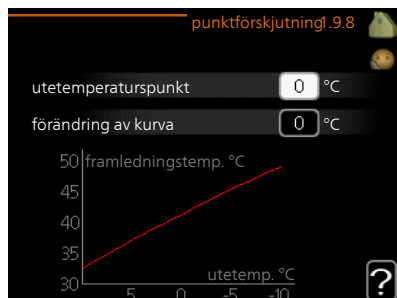 punktförskjutning1.9.8
utetemperaturspunkt 0 °C
förändring av kurva 0 °C
50 framledningstemp. °C
45
40
35
30
utetemp. °C
5 0 -5 -10
?